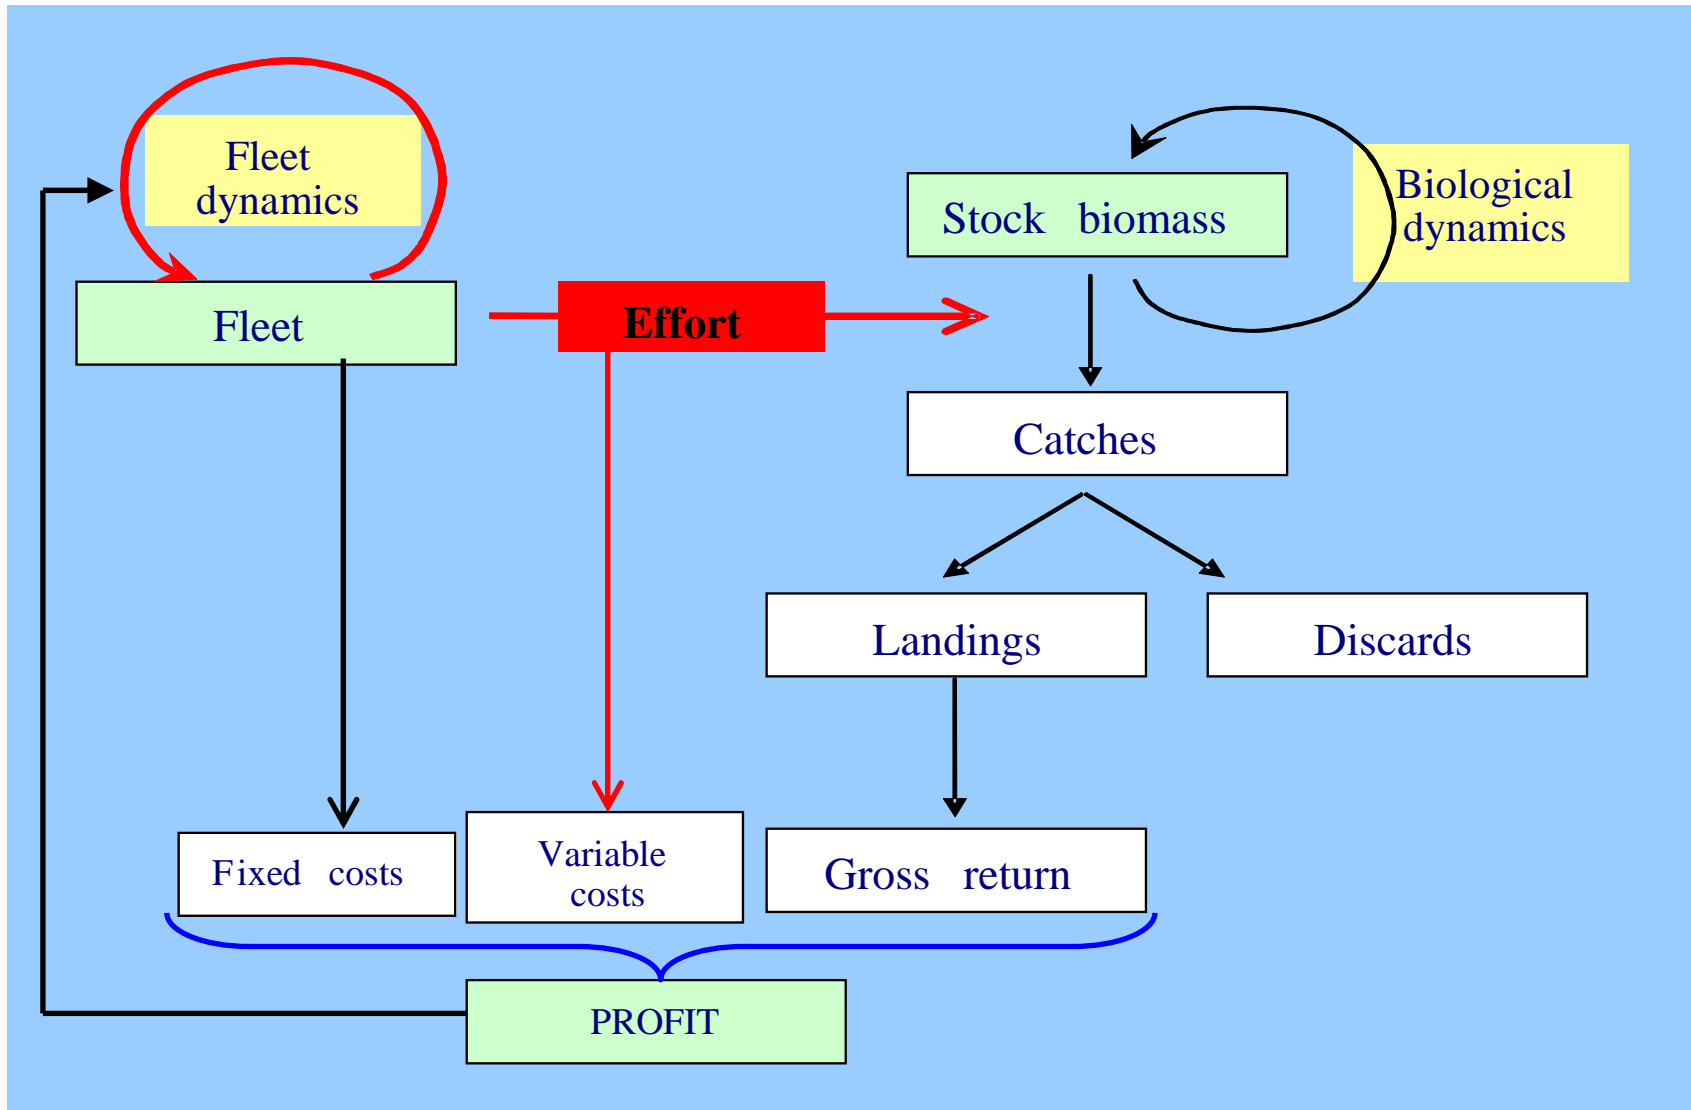 Fleet
dynamics
Biological
dynamics
Stock biomass
Fleet
Effort
Catches
Landings
Discards
Fixed costs
Variable
costs
Gross return
PROFIT